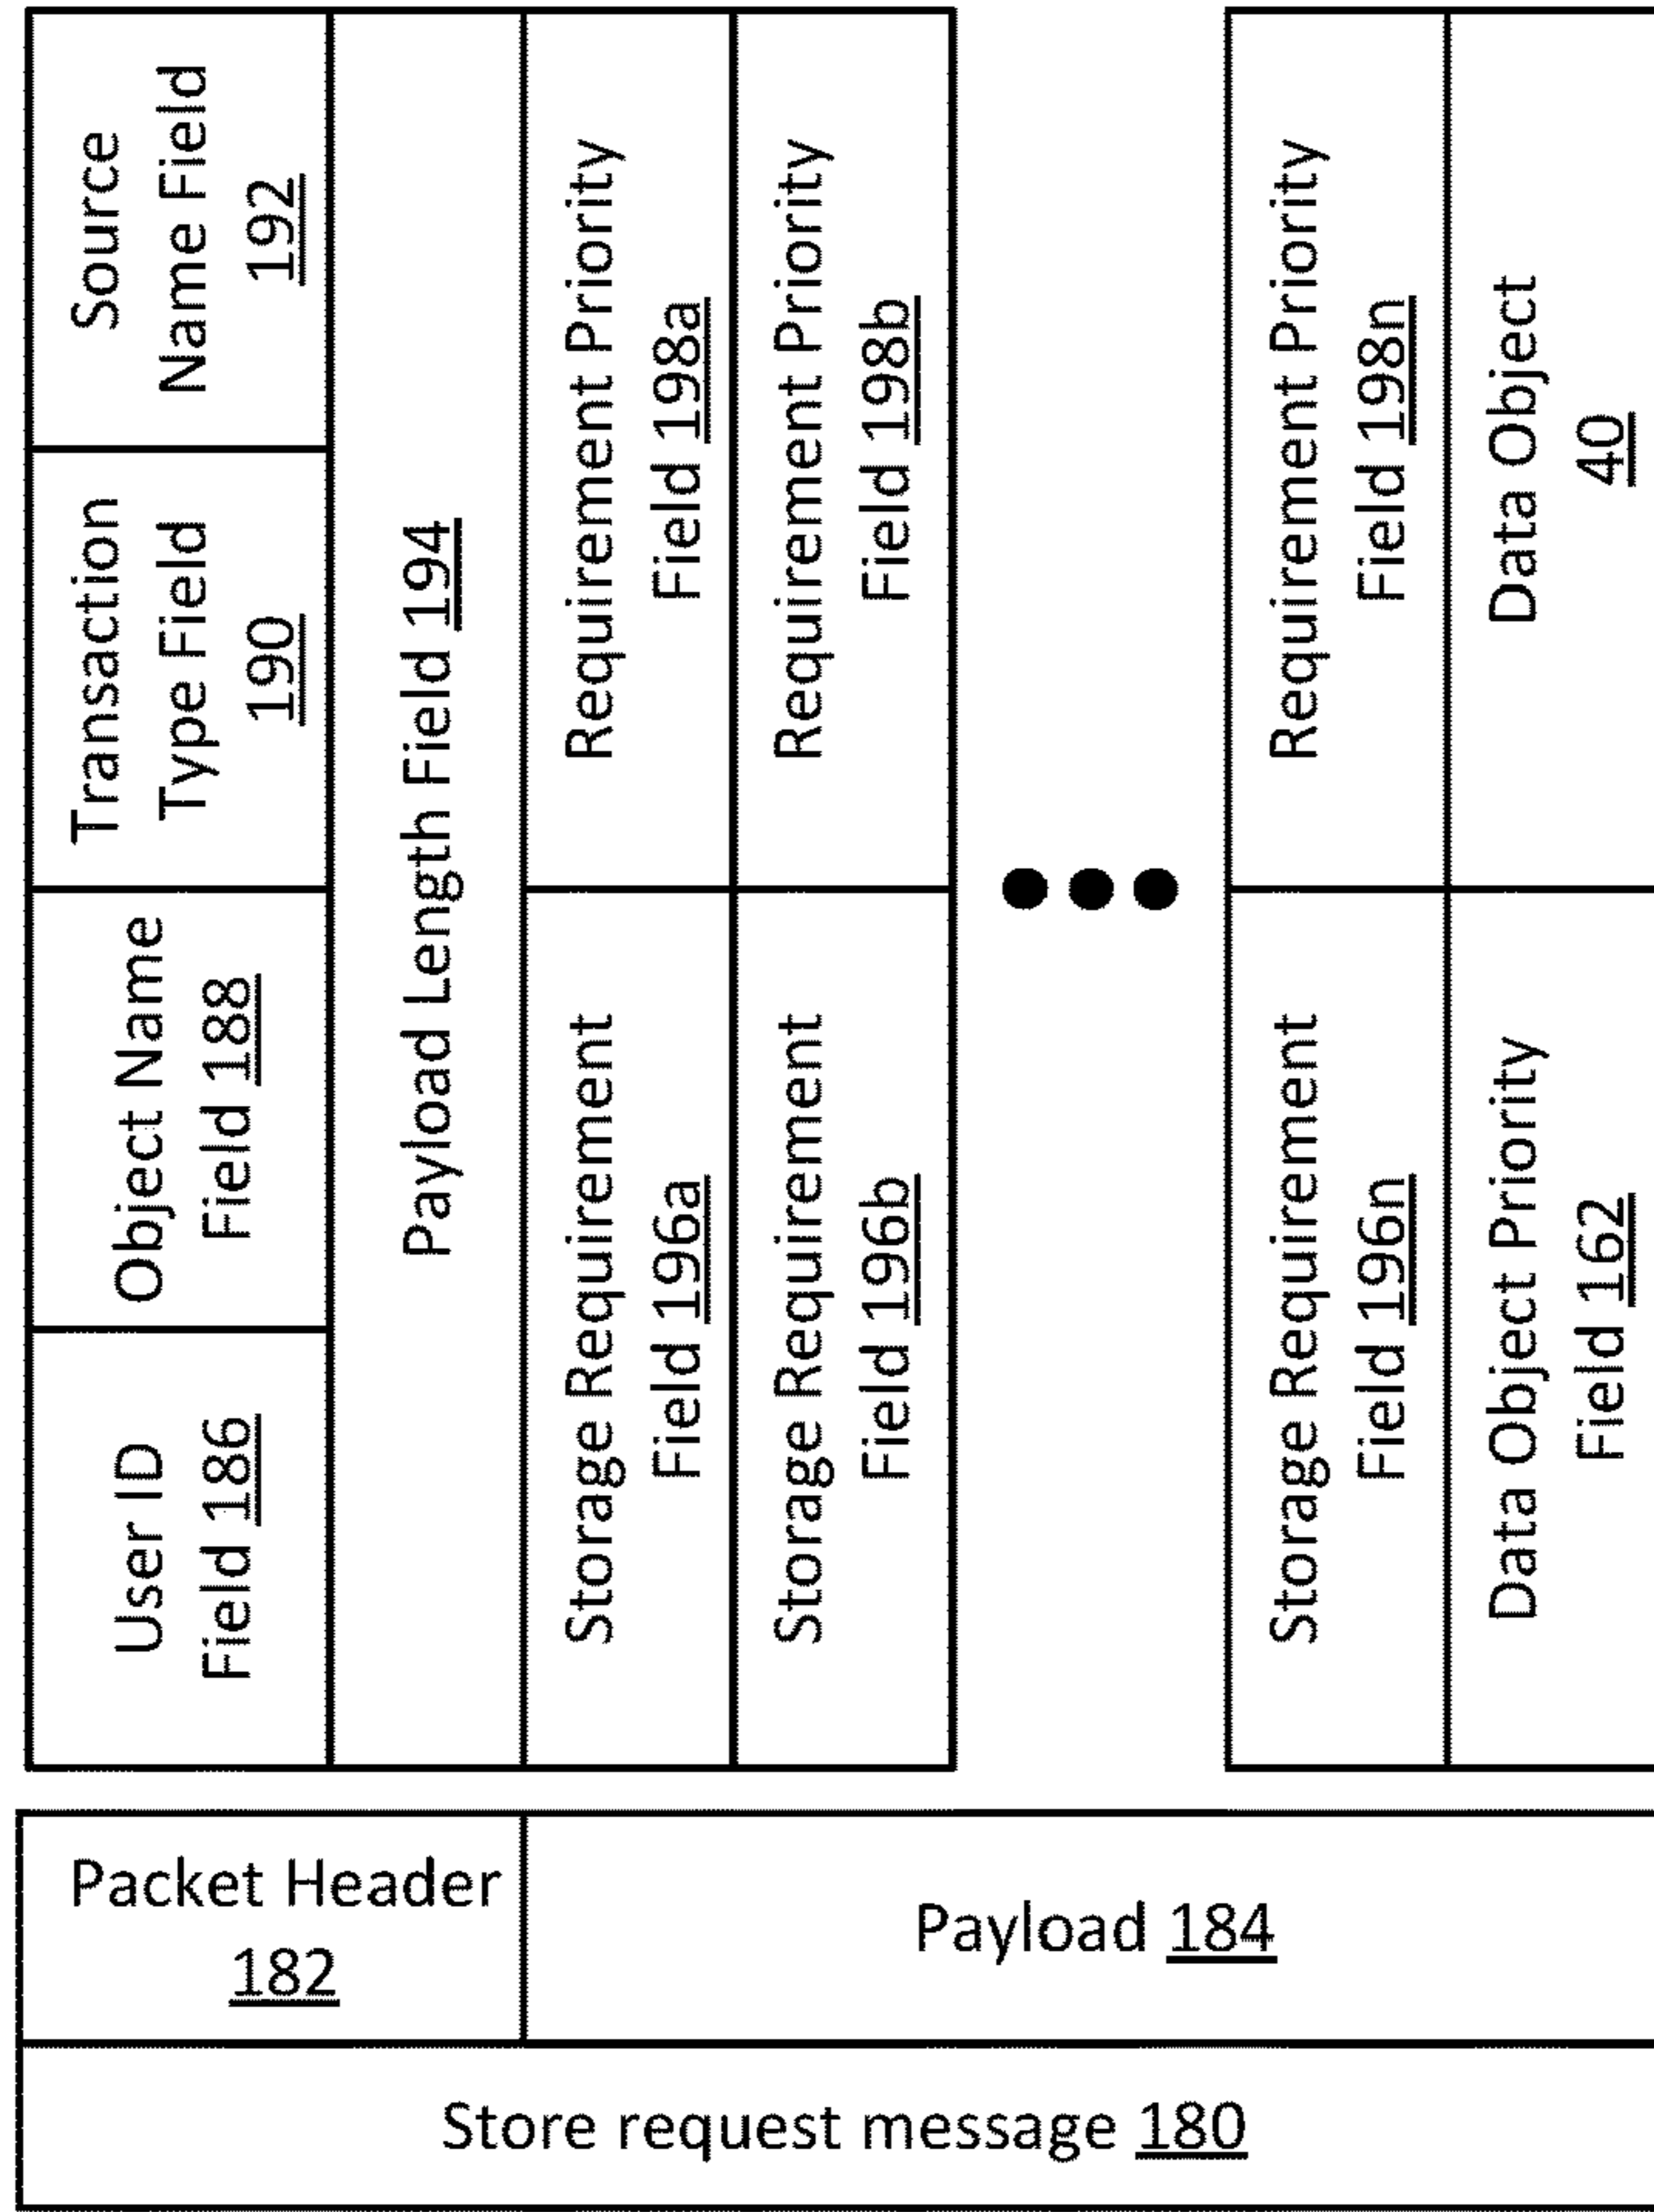 User ID
Field 186
Object Name
Field 188
Transaction
Type Field
190
Source
Name Field
192
Payload Length Field 194
Storage Requirement
Field 196a
Requirement Priority
Field 198a
Storage Requirement
Field 196b
Requirement Priority
Field 198b
Storage Requirement
Field 196n
Requirement Priority
Field 198n
Data Object Priority
Field 162
Data Object
40
Packet Header
182
Payload 184
Store request message 180